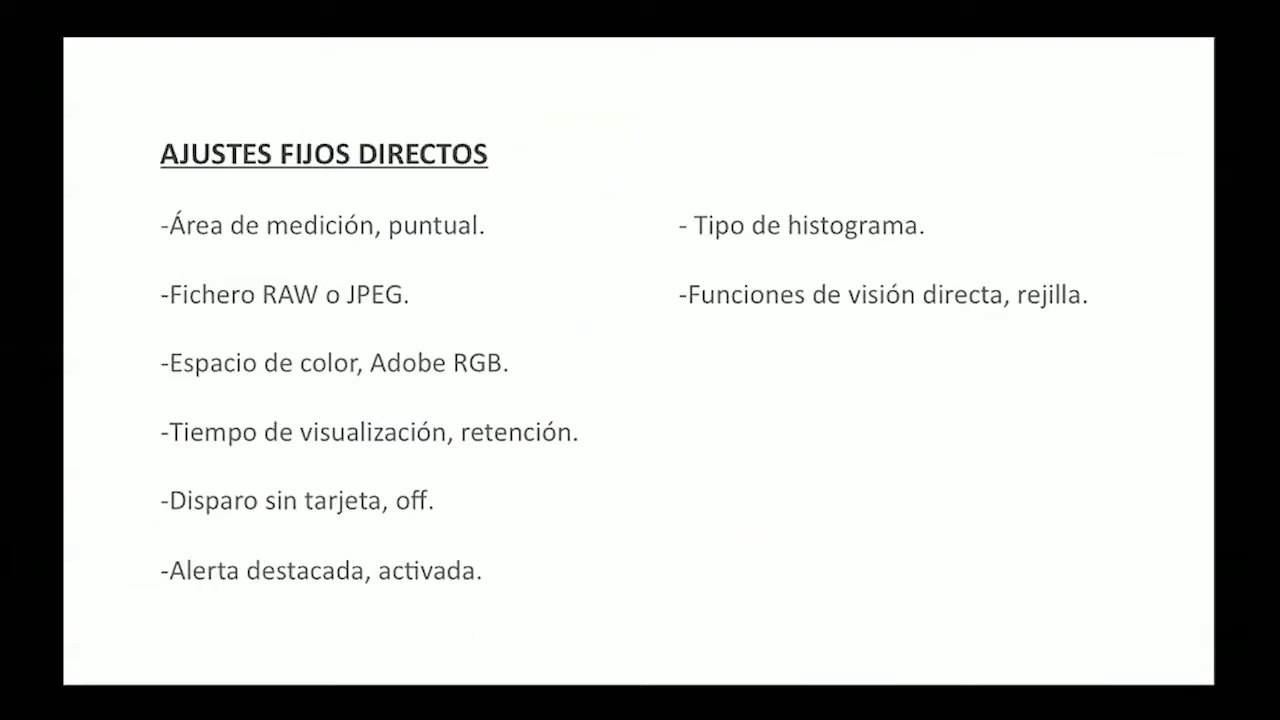 AJUSTES FIJOS DIRECTOS
-Área de medición, puntual.
-Fichero RAW o JPEG.
-Espacio de color, Adobe RGB.
-Tiempo de visualización, retención.
-Disparo sin tarjeta, off.
-Alerta destacada, activada.
- Tipo de histograma.
-Funciones de visión directa, rejilla.